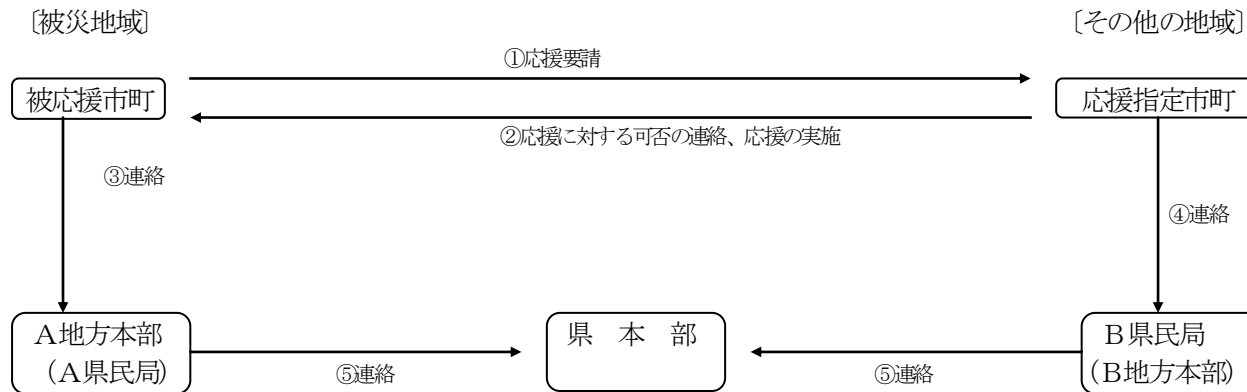 〔被災地域〕
〔その他の地域〕
①応援要請
被応援市町
応援指定市町
②応援に対する可否の連絡、応援の実施
③連絡
④連絡
A地方本部
(A県民局)
県 本 部
B県民局
(B地方本部)
⑤連絡
⑤連絡